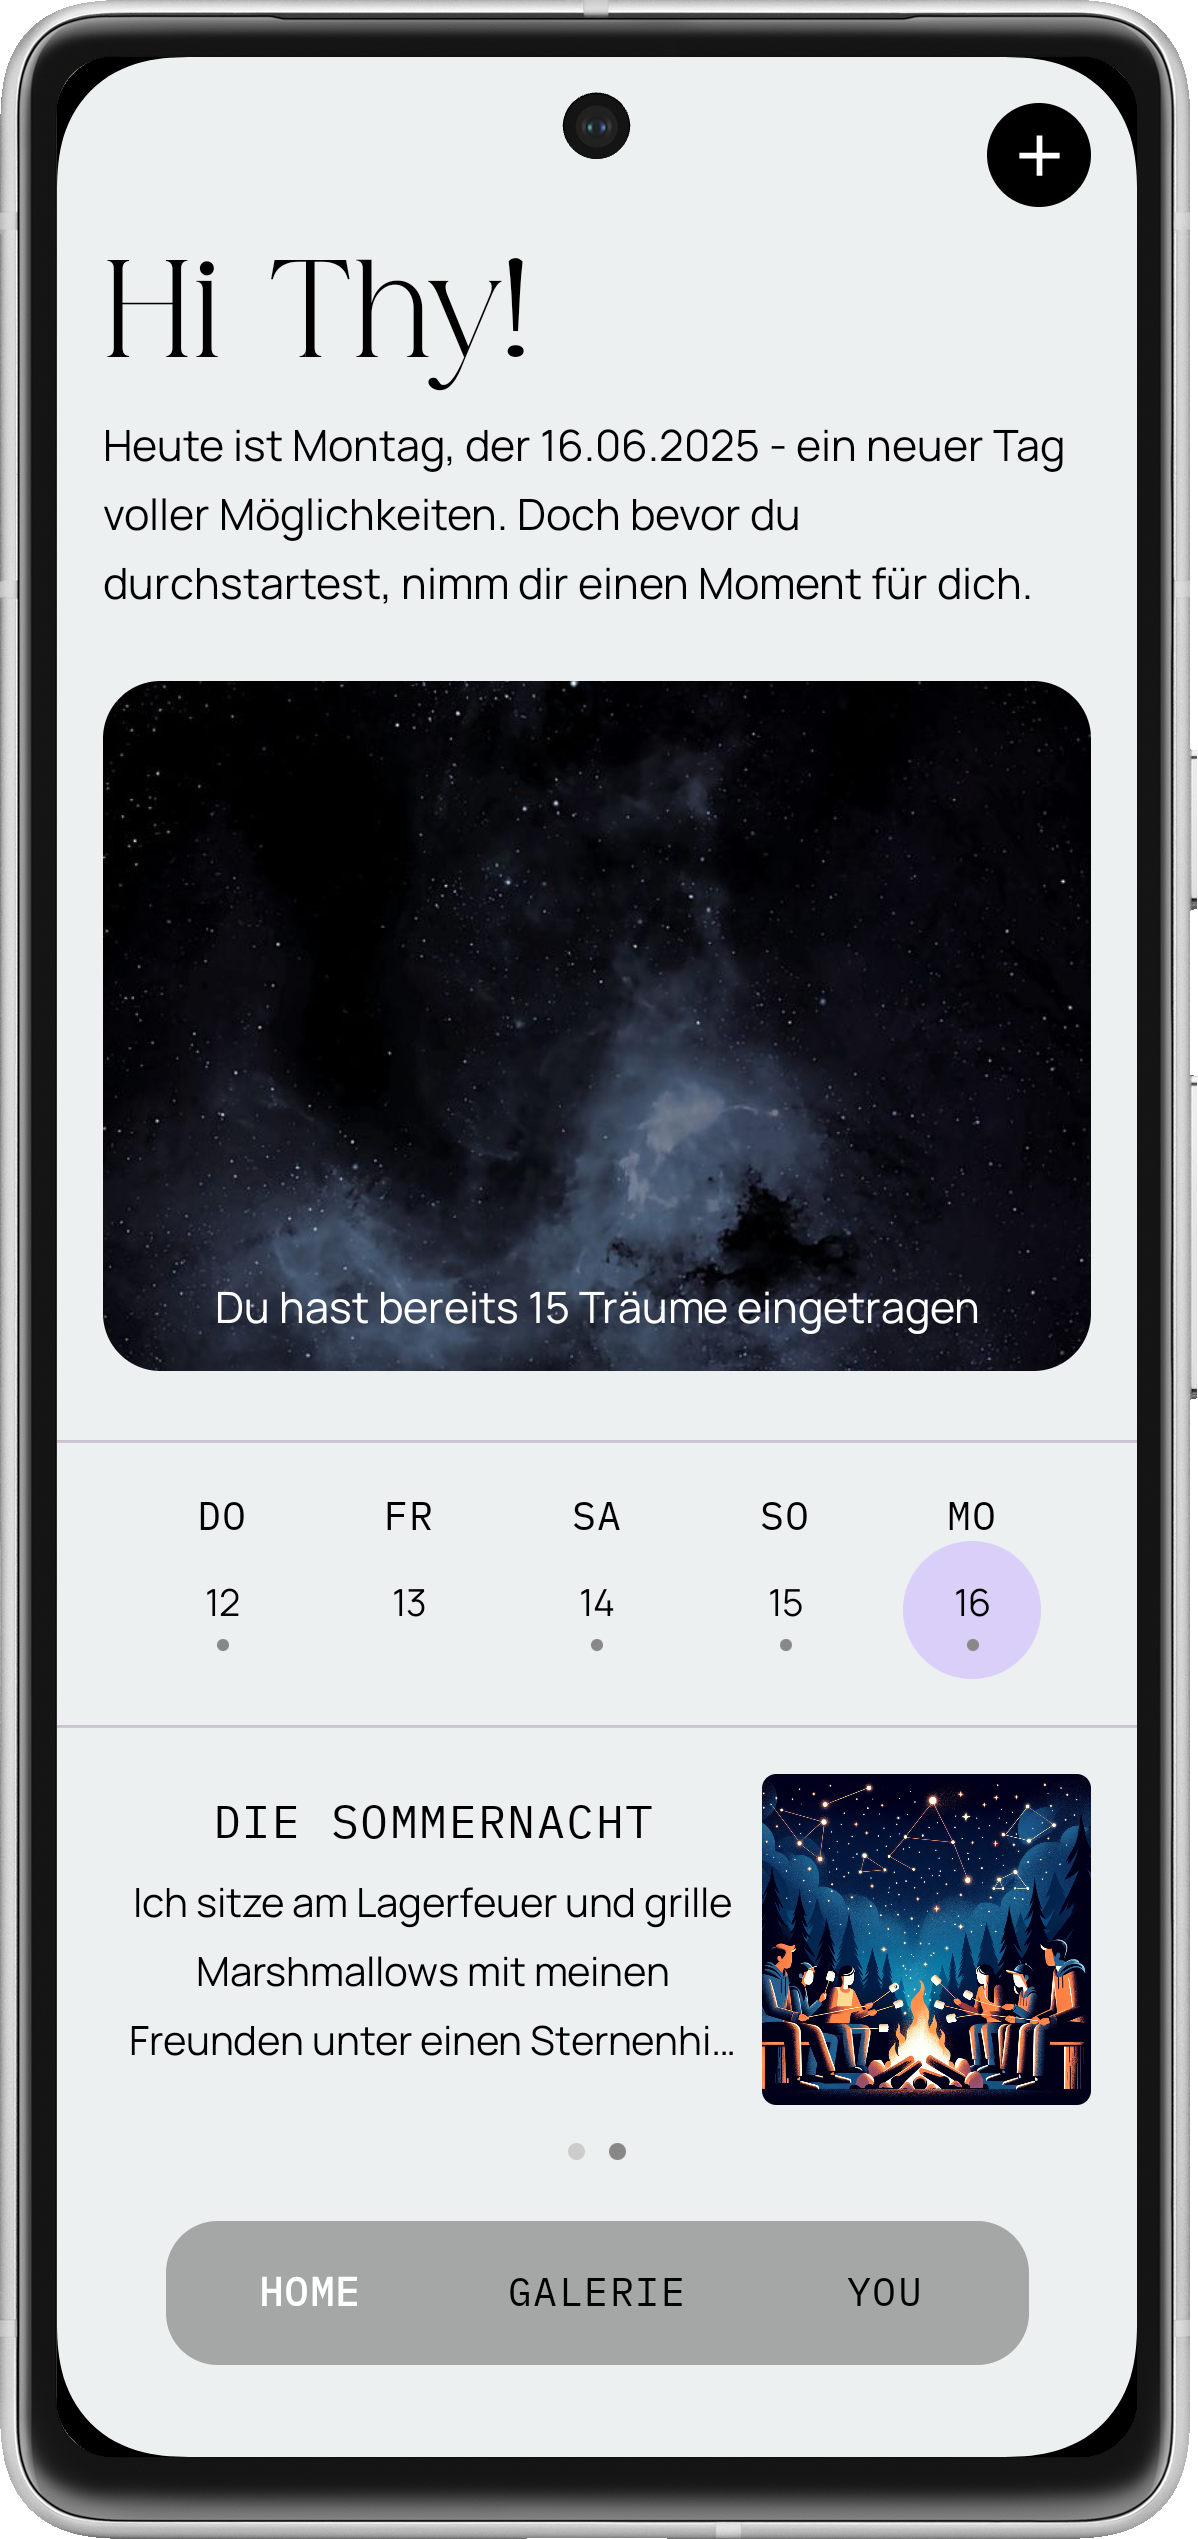 +
Hi Thy!
Heute ist Montag, der 16.06.2025 - ein neuer Tag
voller Möglichkeiten. Doch bevor du
durchstartest, nimm dir einen Moment für dich.
Du hast bereits 15 Träume eingetragen
DO FR SA SO MO
12 13 14 15 16
DIE SOMMERNACHT
Ich sitze am Lagerfeuer und grille
Marshmallows mit meinen
Freunden unter einen Sternenhi...
HOME GALERIE YOU